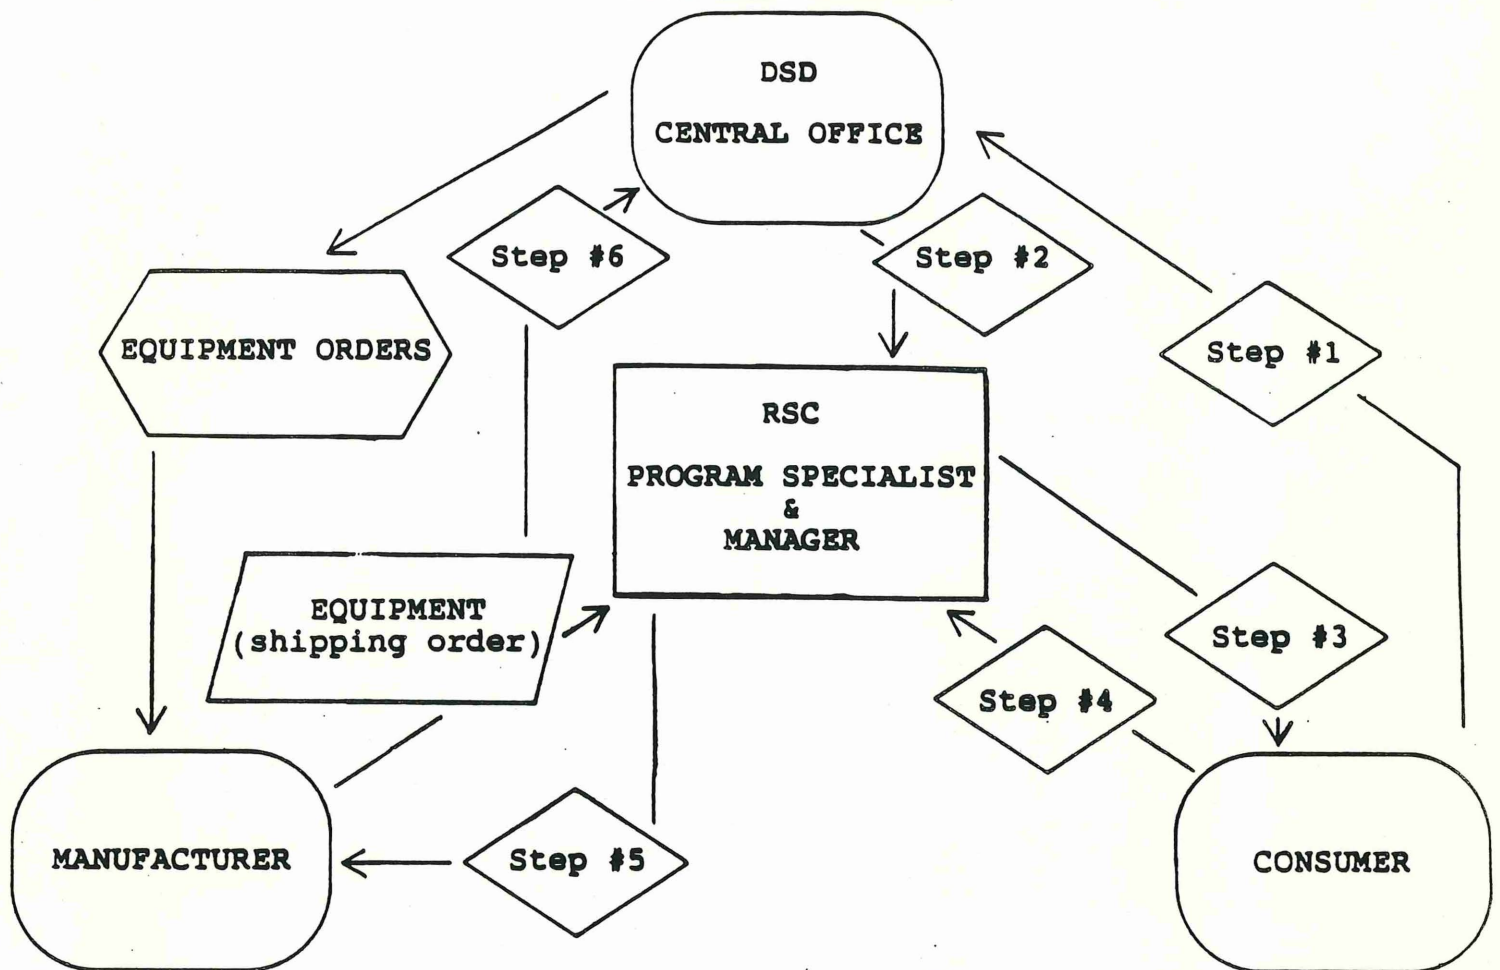 DSD
CENTRAL OFFICE
Step #6
Step #2
EQUIPMENT ORDERS
Step #1
RSC
PROGRAM SPECIALIST
&
MANAGER
EQUIPMENT
(shipping order)
Step #3
Step #4
MANUFACTURER
Step #5
CONSUMER